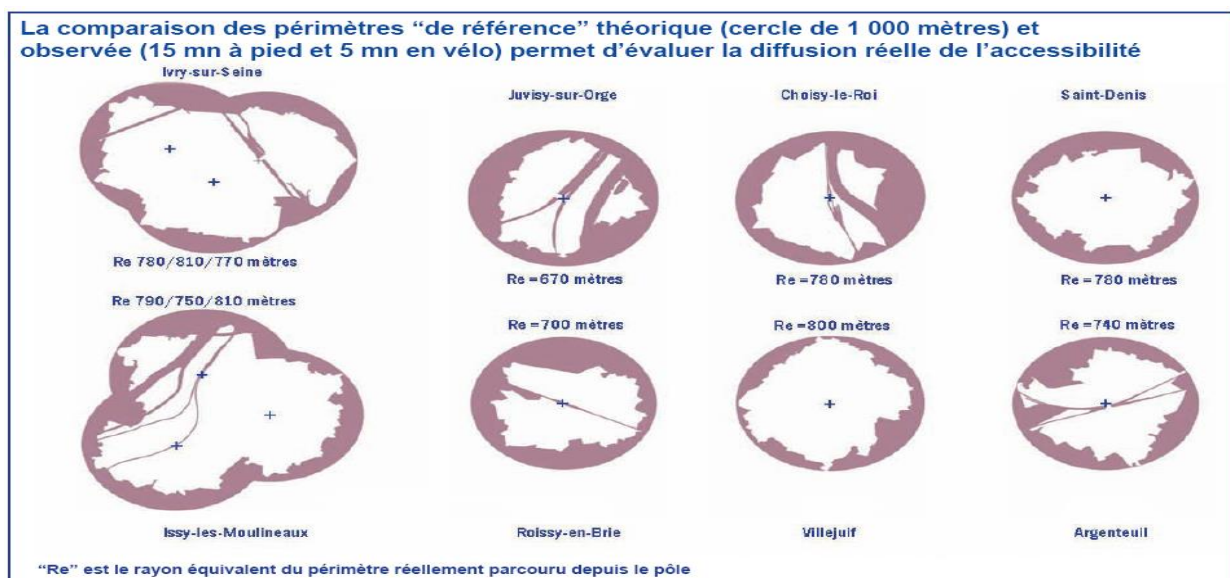 La comparaison des périmètres “de référence” théorique (cercle de 1 000 mètres) et
observée (15 mn à pied et 5 mn en vélo) permet d’évaluer la diffusion réelle de l’accessibilité
Ivry-sur-Seine
Juvisy-sur-Orge
Choisy-le-Roi
Saint-Denis
Re 780/810/770 mètres
Re =670 mètres
Re =780 mètres
Re =780 mètres
Re 790/750/810 mètres
Re =700 mètres
Re =800 mètres
Re =740 mètres
Issy-les-Moulineaux
Roissy-en-Brie
Villejuif
Argenteuil
“Re” est le rayon équivalent du périmètre réellement parcouru depuis le pôle